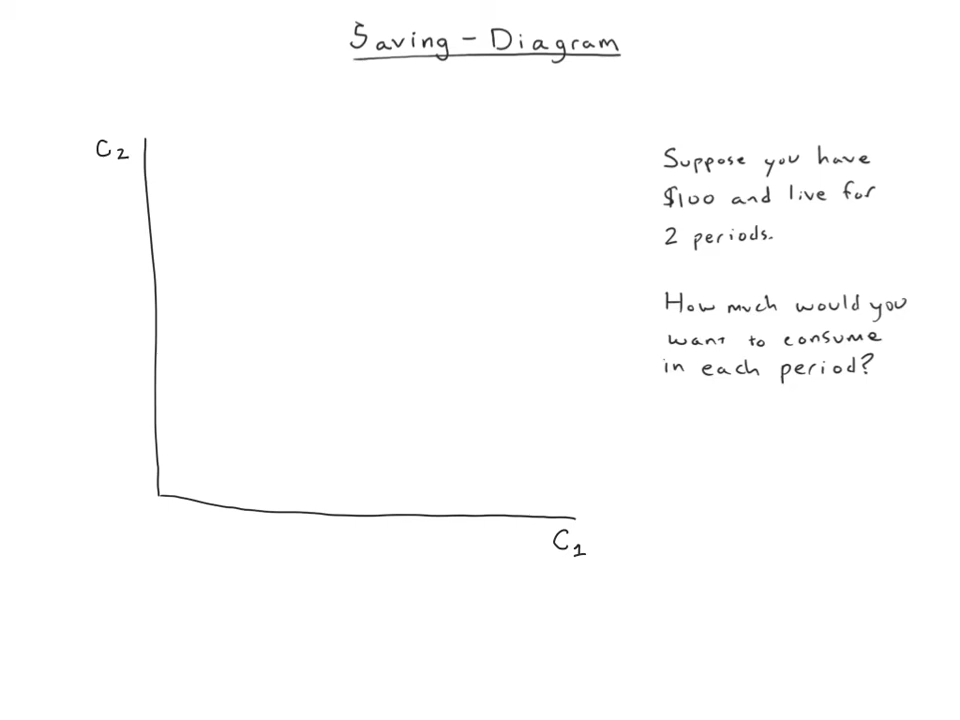 Saving - Diagram
C2
Suppose you have
$100 and live for
2 periods.
How much would you
want to consume
in each period?
C1